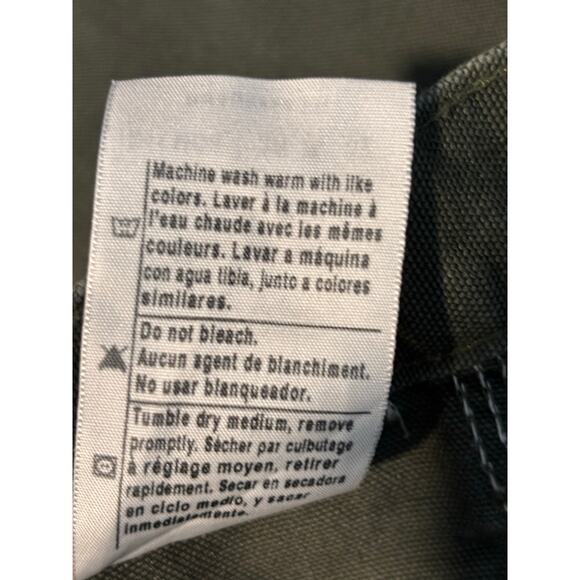 Machine wash warm with like
colors. Laver à la machine à
l'eau chaude avec les mêmes
couleurs. Lavar a máquina
con agua tibia, junto a colores
similares.
Do not bleach.
Aucun agent de blanchiment.
No usar blanqueador.
Tumble dry medium, remove
promptly. Sécher par culbutage
à réglage moyen, retirer
rapidement. Secar en secadora
en ciclo medio, y sacar
inmediatamente.